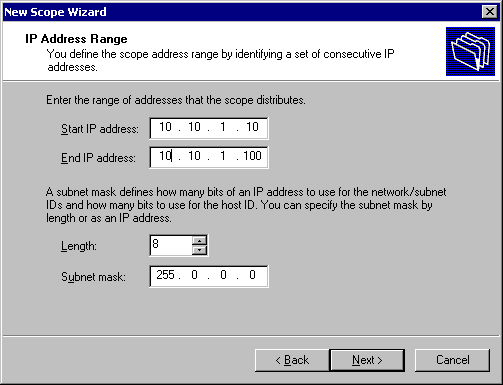 New Scope Wizard
IP Address Range
You define the scope address range by identifying a set of consecutive IP
addresses.
Enter the range of addresses that the scope distributes.
Start IP address: 10 . 10 . 1 . 10
End IP address: 10 . 10 . 1 . 100
A subnet mask defines how many bits of an IP address to use for the network/subnet
IDs and how many bits to use for the host ID. You can specify the subnet mask by
length or as an IP address.
Length: 8
Subnet mask: 255 . 0 . 0 . 0
< Back Next > Cancel